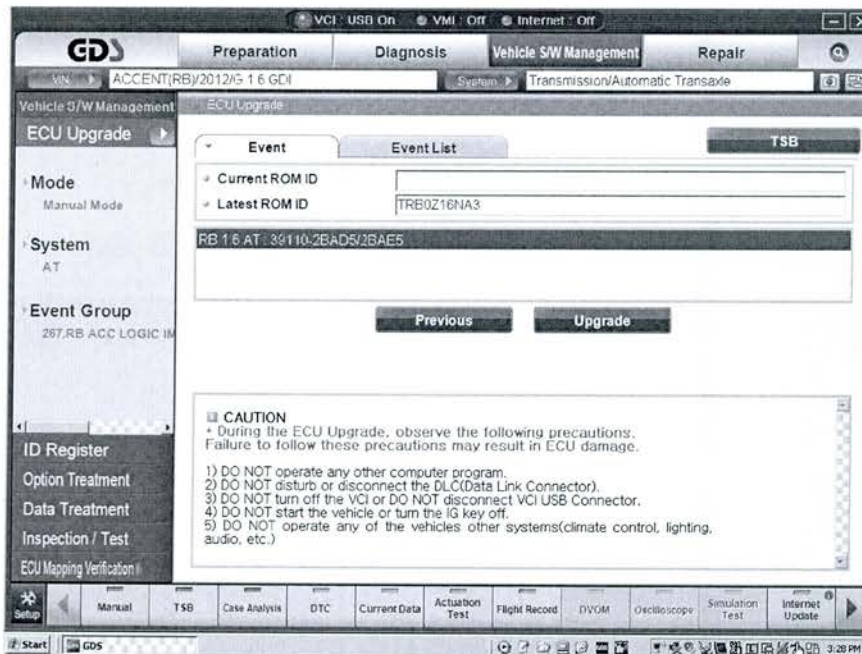 VCI : USB On VMI : Off Internet : Off
GDS Preparation Diagnosis Vehicle S/W Management Repair
VIN ACCENT(RB)/2012/G 1.6 GDI System Transmission/Automatic Transaxle
Vehicle S/W Management
ECU Upgrade
ECU Upgrade
Event Event List TSB
Current ROM ID
Latest ROM ID TRB0Z16NA3
RB 1.6 AT : 39110-2BAD5/2BAE5
Mode
Manual Mode
System
AT
Event Group
267.RB ACC LOGIC IM
Previous Upgrade
CAUTION
* During the ECU Upgrade, observe the following precautions.
Failure to follow these precautions may result in ECU damage.
1) DO NOT operate any other computer program.
2) DO NOT disturb or disconnect the DLC(Data Link Connector).
3) DO NOT turn off the VCI or DO NOT disconnect VCI USB Connector.
4) DO NOT start the vehicle or turn the IG key off.
5) DO NOT operate any of the vehicles other systems(climate control, lighting,
audio, etc.)
ID Register
Option Treatment
Data Treatment
Inspection / Test
ECU Mapping Verification
Setup Manual TSB Case Analysis DTC Current Data Actuation Test Flight Record DVOM Oscilloscope Simulation Test Internet Update
Start GDS 3:28 PM